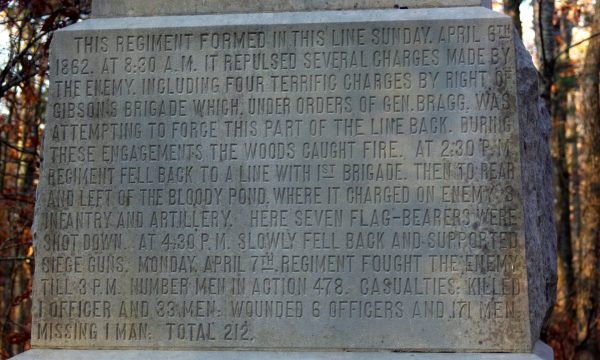 THIS REGIMENT FORMED IN THIS LINE SUNDAY, APRIL 6TH
1862. AT 8:30 A.M. IT REPULSED SEVERAL CHARGES MADE BY
THE ENEMY, INCLUDING FOUR TERRIFIC CHARGES BY RIGHT OF
GIBSON'S BRIGADE WHICH, UNDER ORDERS OF GEN. BRAGG, WAS
ATTEMPTING TO FORCE THIS PART OF THE LINE BACK. DURING
THESE ENGAGEMENTS THE WOODS CAUGHT FIRE. AT 2:30 P.M.
REGIMENT FELL BACK TO A LINE WITH 1ST BRIGADE, THEN TO REAR
AND LEFT OF THE BLOODY POND, WHERE IT CHARGED ON ENEMY'S
INFANTRY AND ARTILLERY. HERE SEVEN FLAG-BEARERS WERE
SHOT DOWN. AT 4:30 P.M. SLOWLY FELL BACK AND SUPPORTED
SIEGE GUNS. MONDAY, APRIL 7TH, REGIMENT FOUGHT THE ENEMY
TILL 3 P.M. NUMBER MEN IN ACTION 478. CASUALTIES: KILLED
1 OFFICER AND 33 MEN: WOUNDED 6 OFFICERS AND 171 MEN:
MISSING 1 MAN: TOTAL 212.